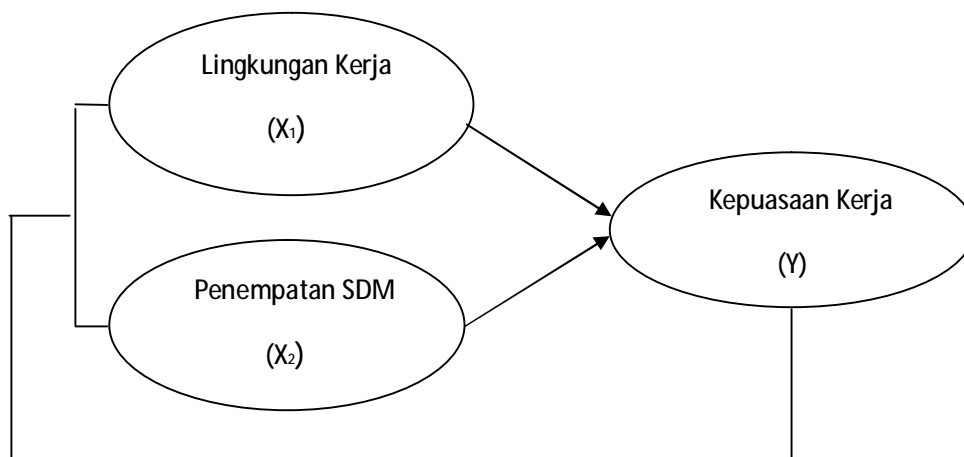 Lingkungan Kerja
(X₁)
Kepuasaan Kerja
(Y)
Penempatan SDM
(X₂)